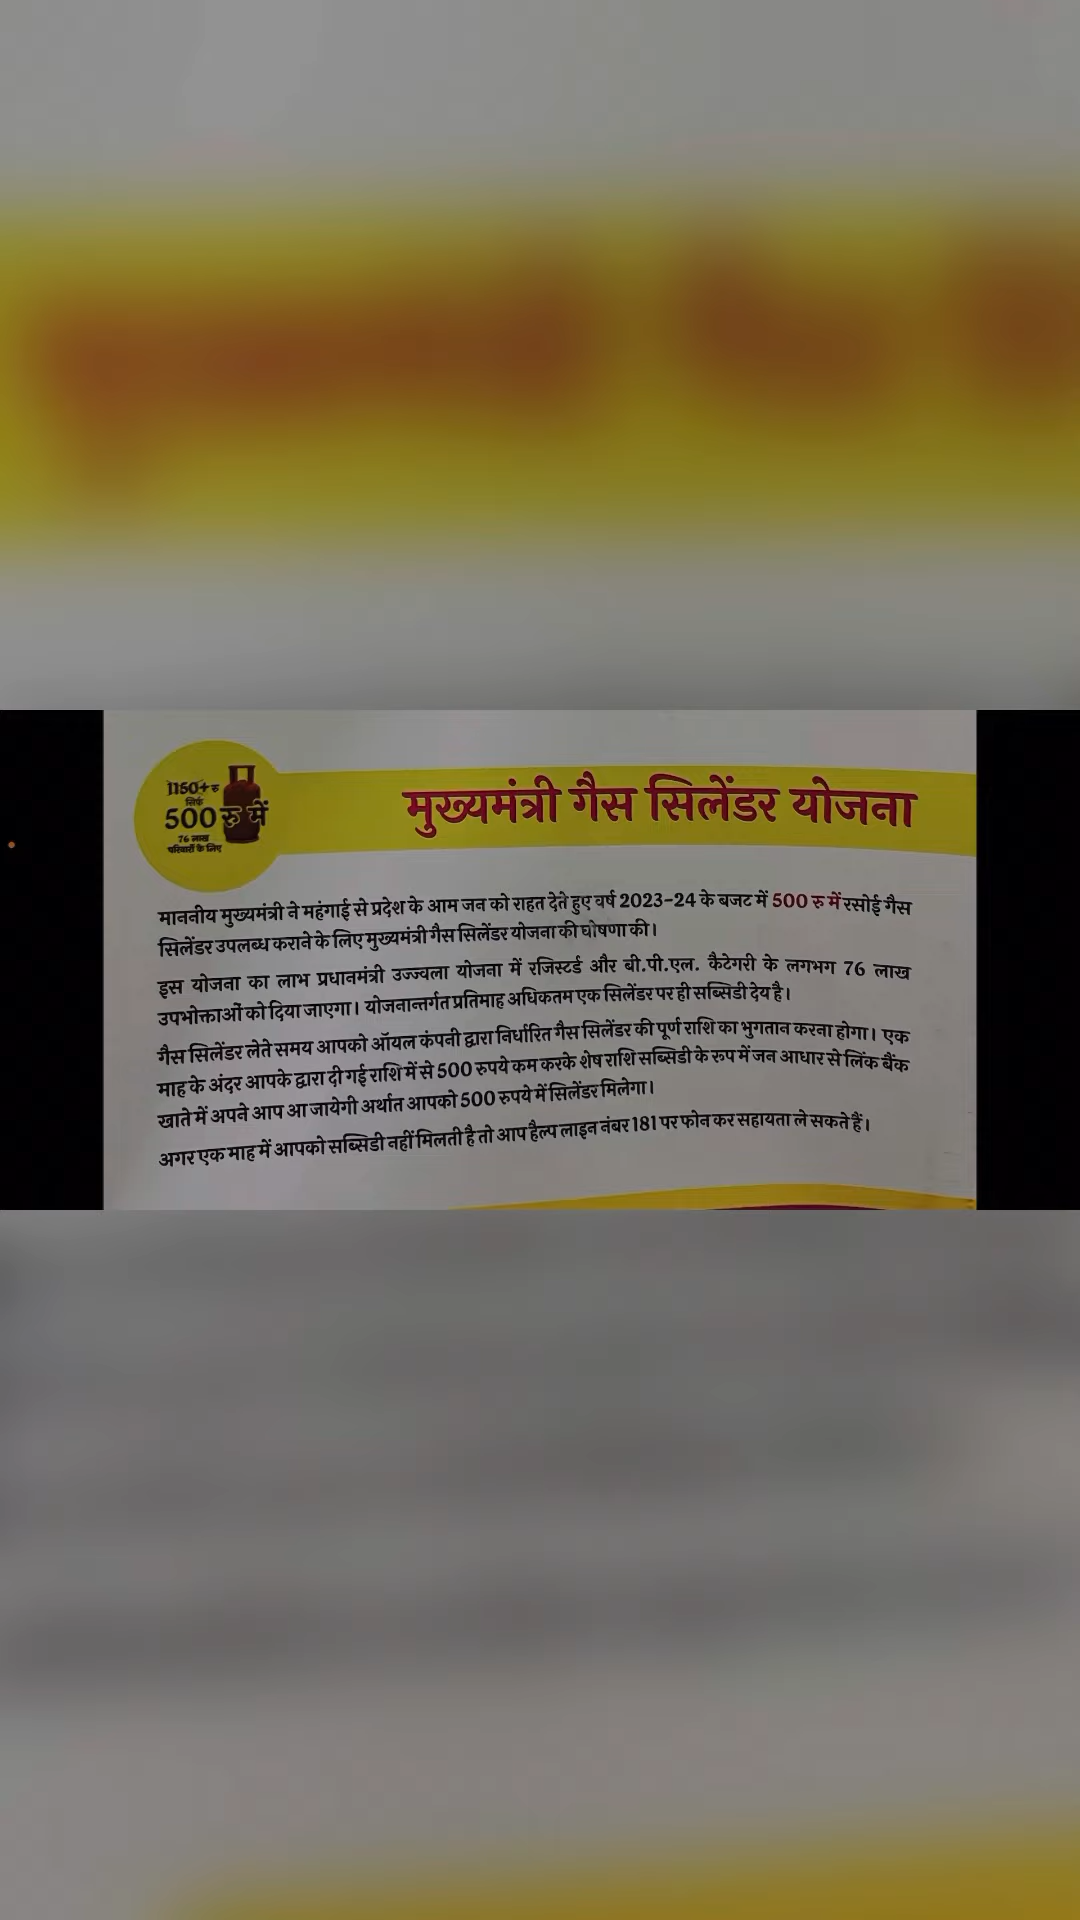 1150+ रु
सिर्फ
500 रु में
76 लाख
परिवारों के लिए
मुख्यमंत्री गैस सिलेंडर योजना
माननीय मुख्यमंत्री ने महंगाई से प्रदेश के आम जन को राहत देते हुए वर्ष 2023-24 के बजट में 500 रु में रसोई गैस
सिलेंडर उपलब्ध कराने के लिए मुख्यमंत्री गैस सिलेंडर योजना की घोषणा की।
इस योजना का लाभ प्रधानमंत्री उज्ज्वला योजना में रजिस्टर्ड और बी.पी.एल. कैटेगरी के लगभग 76 लाख
उपभोक्ताओं को दिया जाएगा। योजनान्तर्गत प्रतिमाह अधिकतम एक सिलेंडर पर ही सब्सिडी देय है।
गैस सिलेंडर लेते समय आपको ऑयल कंपनी द्वारा निर्धारित गैस सिलेंडर की पूर्ण राशि का भुगतान करना होगा। एक
माह के अंदर आपके द्वारा दी गई राशि में से 500 रुपये कम करके शेष राशि सब्सिडी के रूप में जन आधार से लिंक बैंक
खाते में अपने आप आ जायेगी अर्थात आपको 500 रुपये में सिलेंडर मिलेगा।
अगर एक माह में आपको सब्सिडी नहीं मिलती है तो आप हैल्प लाइन नंबर 181 पर फोन कर सहायता ले सकते हैं।